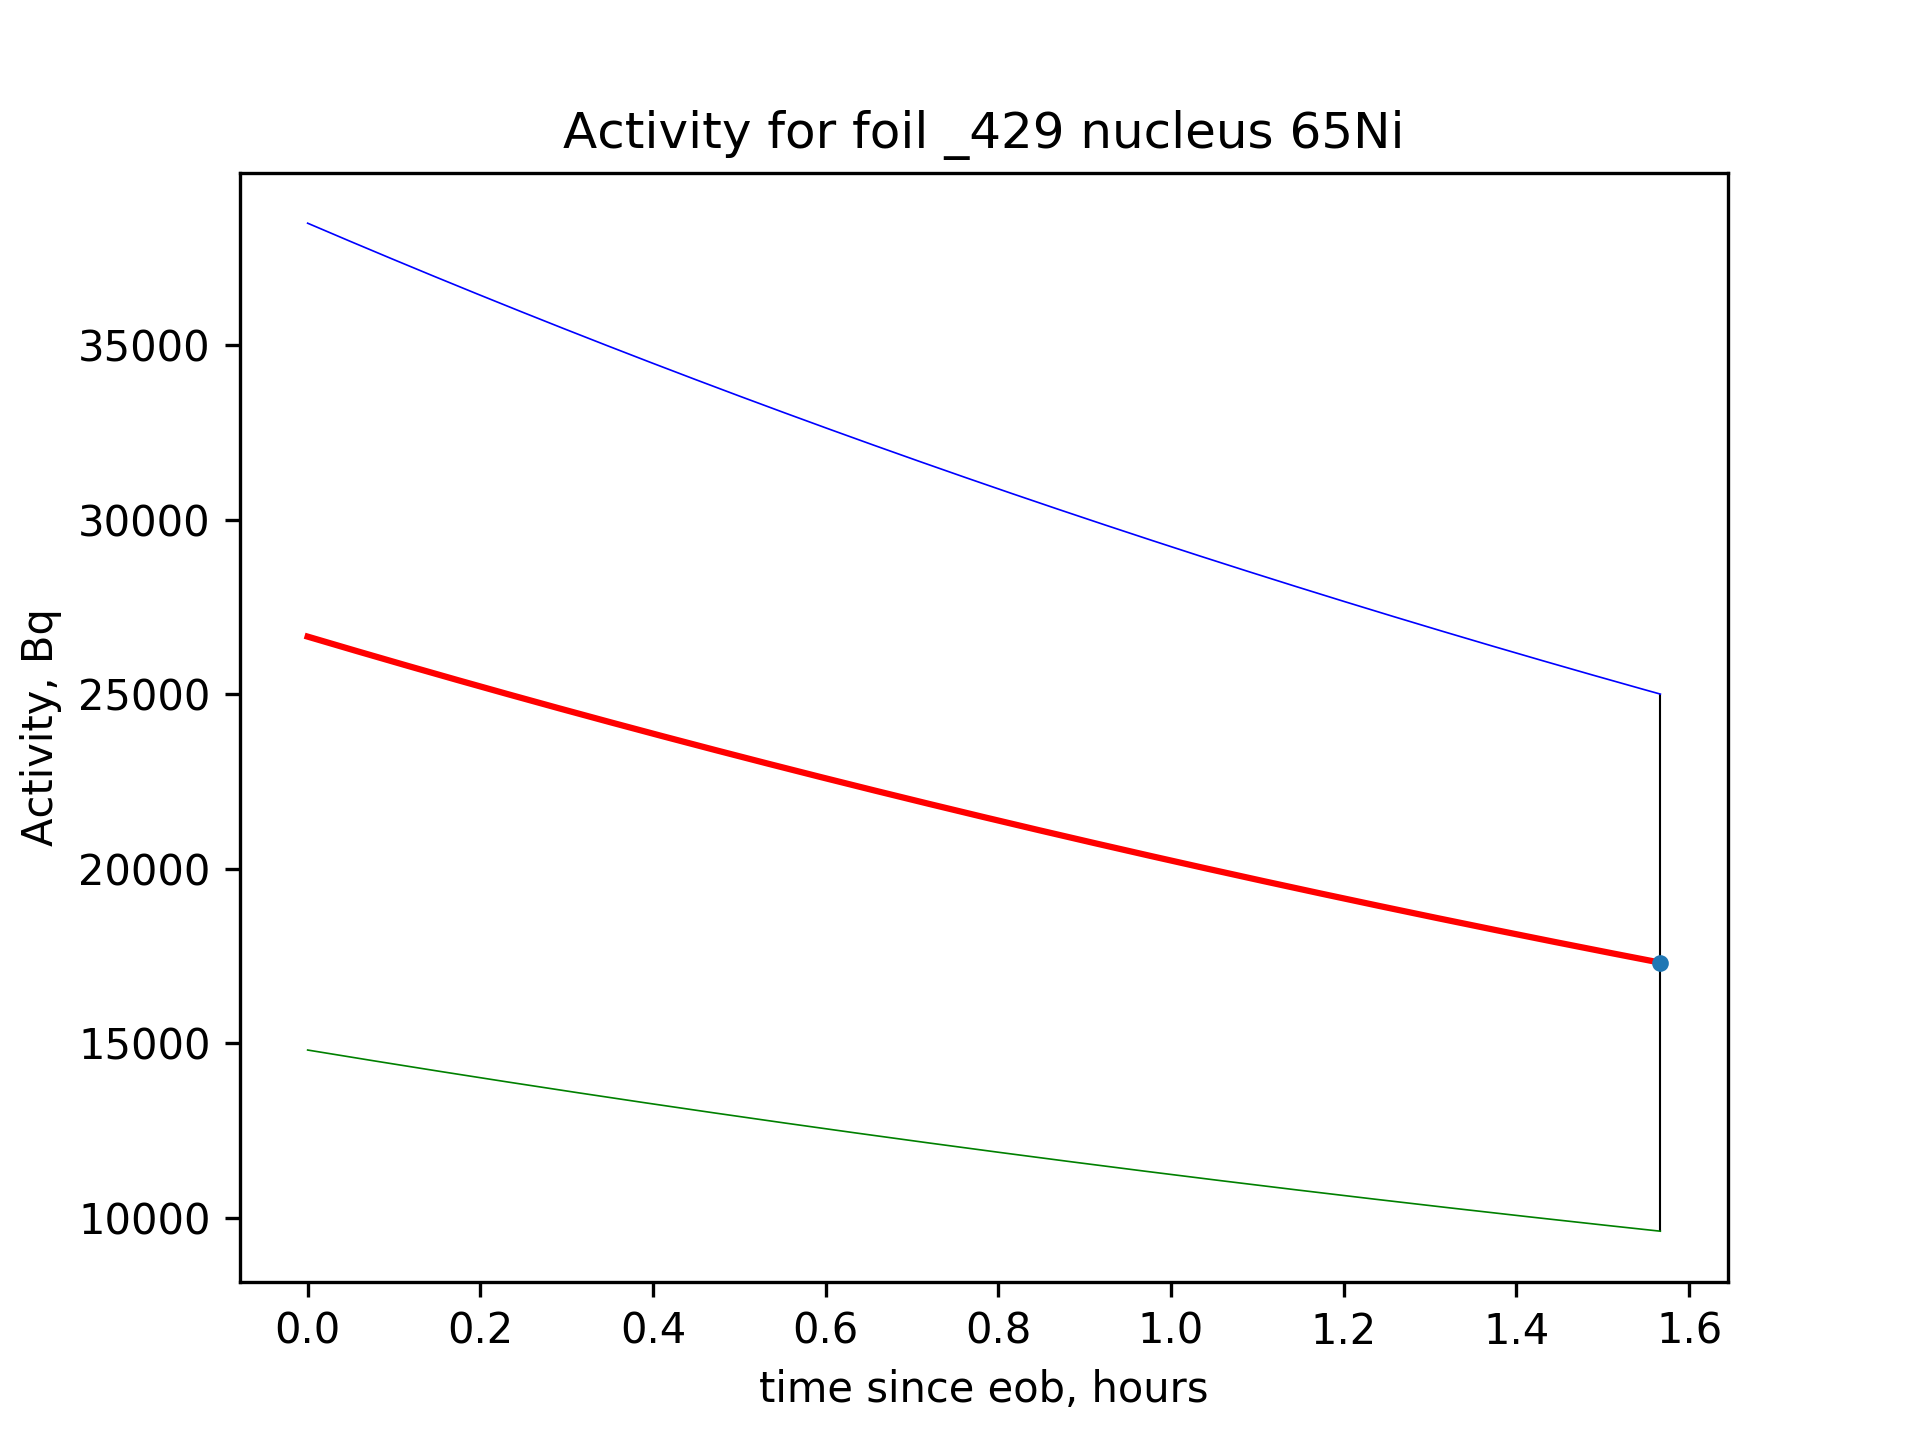 Activity for foil _429 nucleus 65Ni
Activity, Bq
35000
30000
25000
20000
15000
10000
0.0 0.2 0.4 0.6 0.8 1.0 1.2 1.4 1.6
time since eob, hours